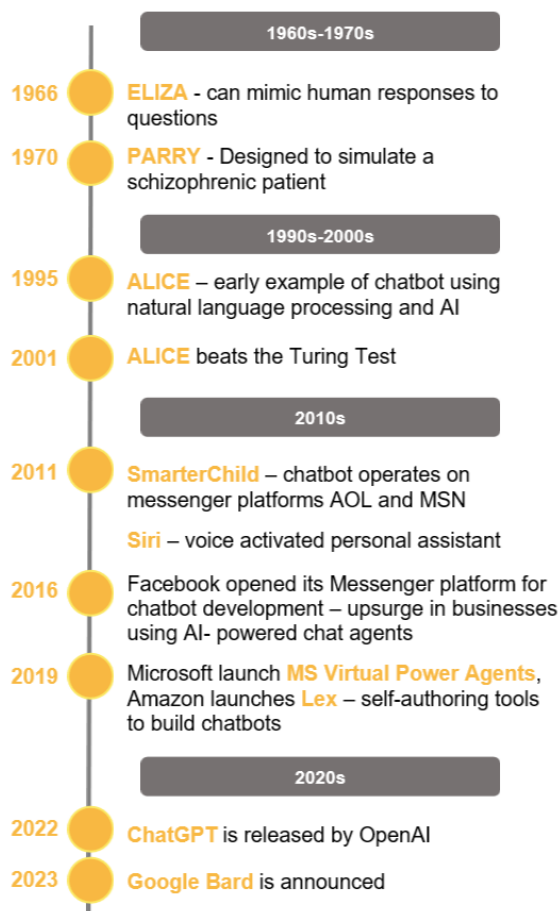 1960s-1970s
1966
ELIZA - can mimic human responses to
questions
1970
PARRY - Designed to simulate a
schizophrenic patient
1990s-2000s
1995
ALICE – early example of chatbot using
natural language processing and AI
2001
ALICE beats the Turing Test
2010s
2011
SmarterChild – chatbot operates on
messenger platforms AOL and MSN
Siri – voice activated personal assistant
2016
Facebook opened its Messenger platform for
chatbot development – upsurge in businesses
using AI- powered chat agents
2019
Microsoft launch MS Virtual Power Agents,
Amazon launches Lex – self-authoring tools
to build chatbots
2020s
2022
ChatGPT is released by OpenAI
2023
Google Bard is announced